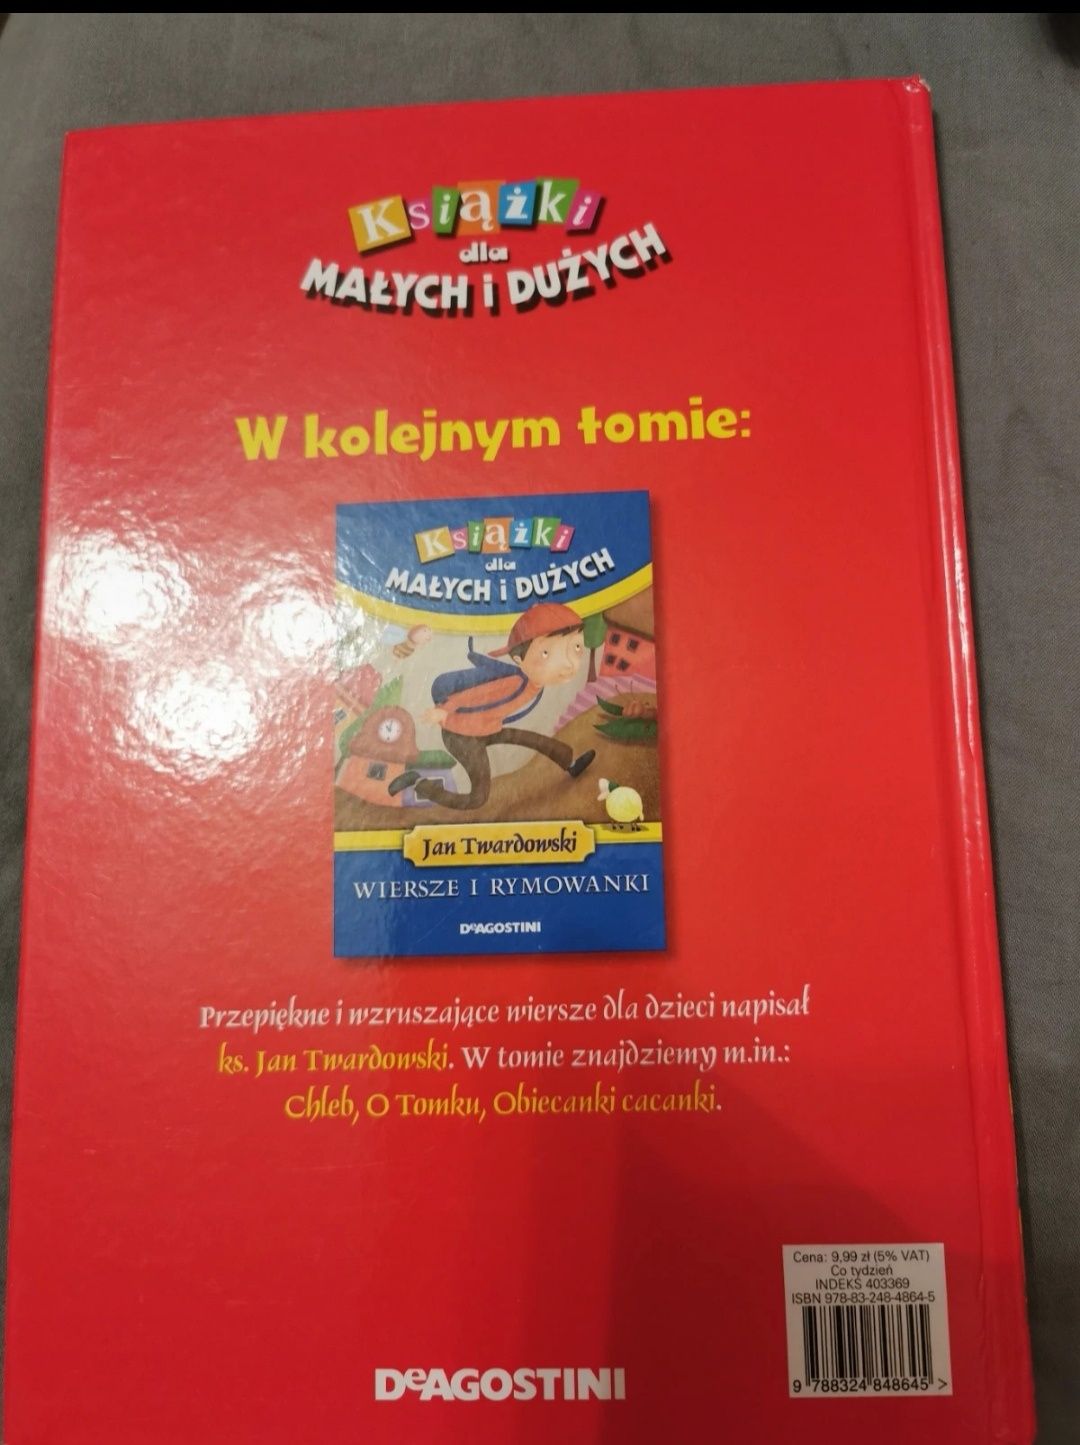 Książki
dla
MAŁYCH i DUŻYCH
W kolejnym tomie:
Książki
dla
MAŁYCH i DUŻYCH
Jan Twardowski
WIERSZE I RYMOWANKI
DeAGOSTINI
Przepiękne i wzruszające wiersze dla dzieci napisał
ks. Jan Twardowski. W tomie znajdziemy m.in.:
Chleb, O Tomku, Obiecanki cacanki.
Cena: 9,99 zł (5% VAT)
Co tydzień
INDEKS 403369
ISBN 978-83-248-4864-5
9 788324 848645 >
DeAGOSTINI